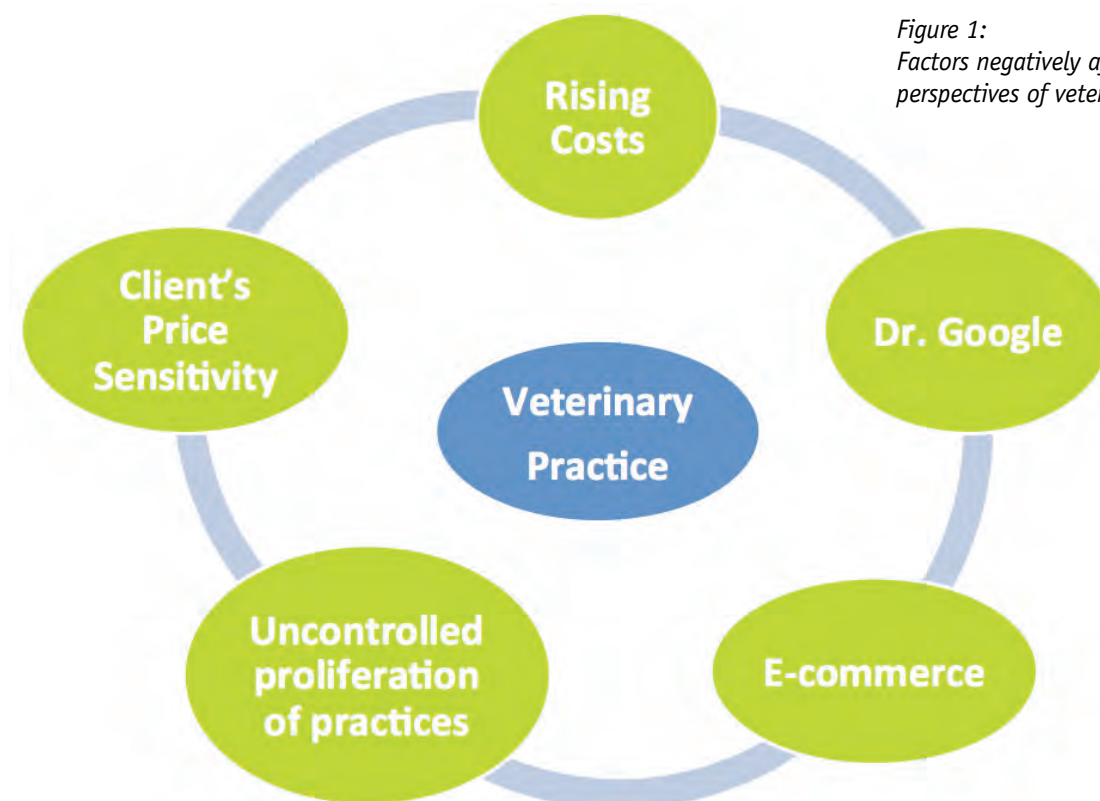 Figure 1:
Factors negatively
perspectives of
Rising
Costs
Client's
Price
Sensitivity
Dr. Google
Veterinary
Practice
Uncontrolled
proliferation
of practices
E-commerce